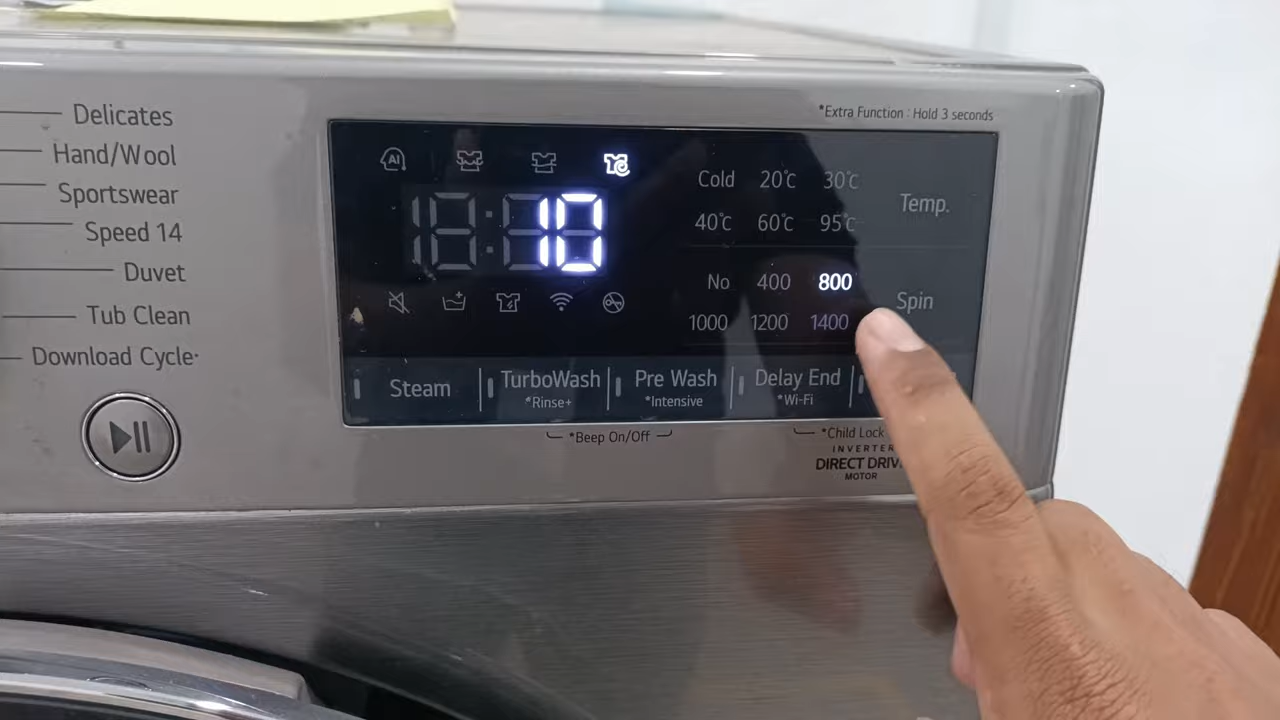 Delicates
Hand/Wool
Sportswear
Speed 14
Duvet
Tub Clean
Download Cycle*
*Extra Function : Hold 3 seconds
AI
18:10
Cold 20℃ 30℃
40℃ 60℃ 95℃
Temp.
No 400 800
1000 1200 1400
Spin
Steam
TurboWash
*Rinse+
Pre Wash
*Intensive
Delay End
*Wi-Fi
*Beep On/Off
*Child Lock
INVERTER
DIRECT DRIVE
MOTOR